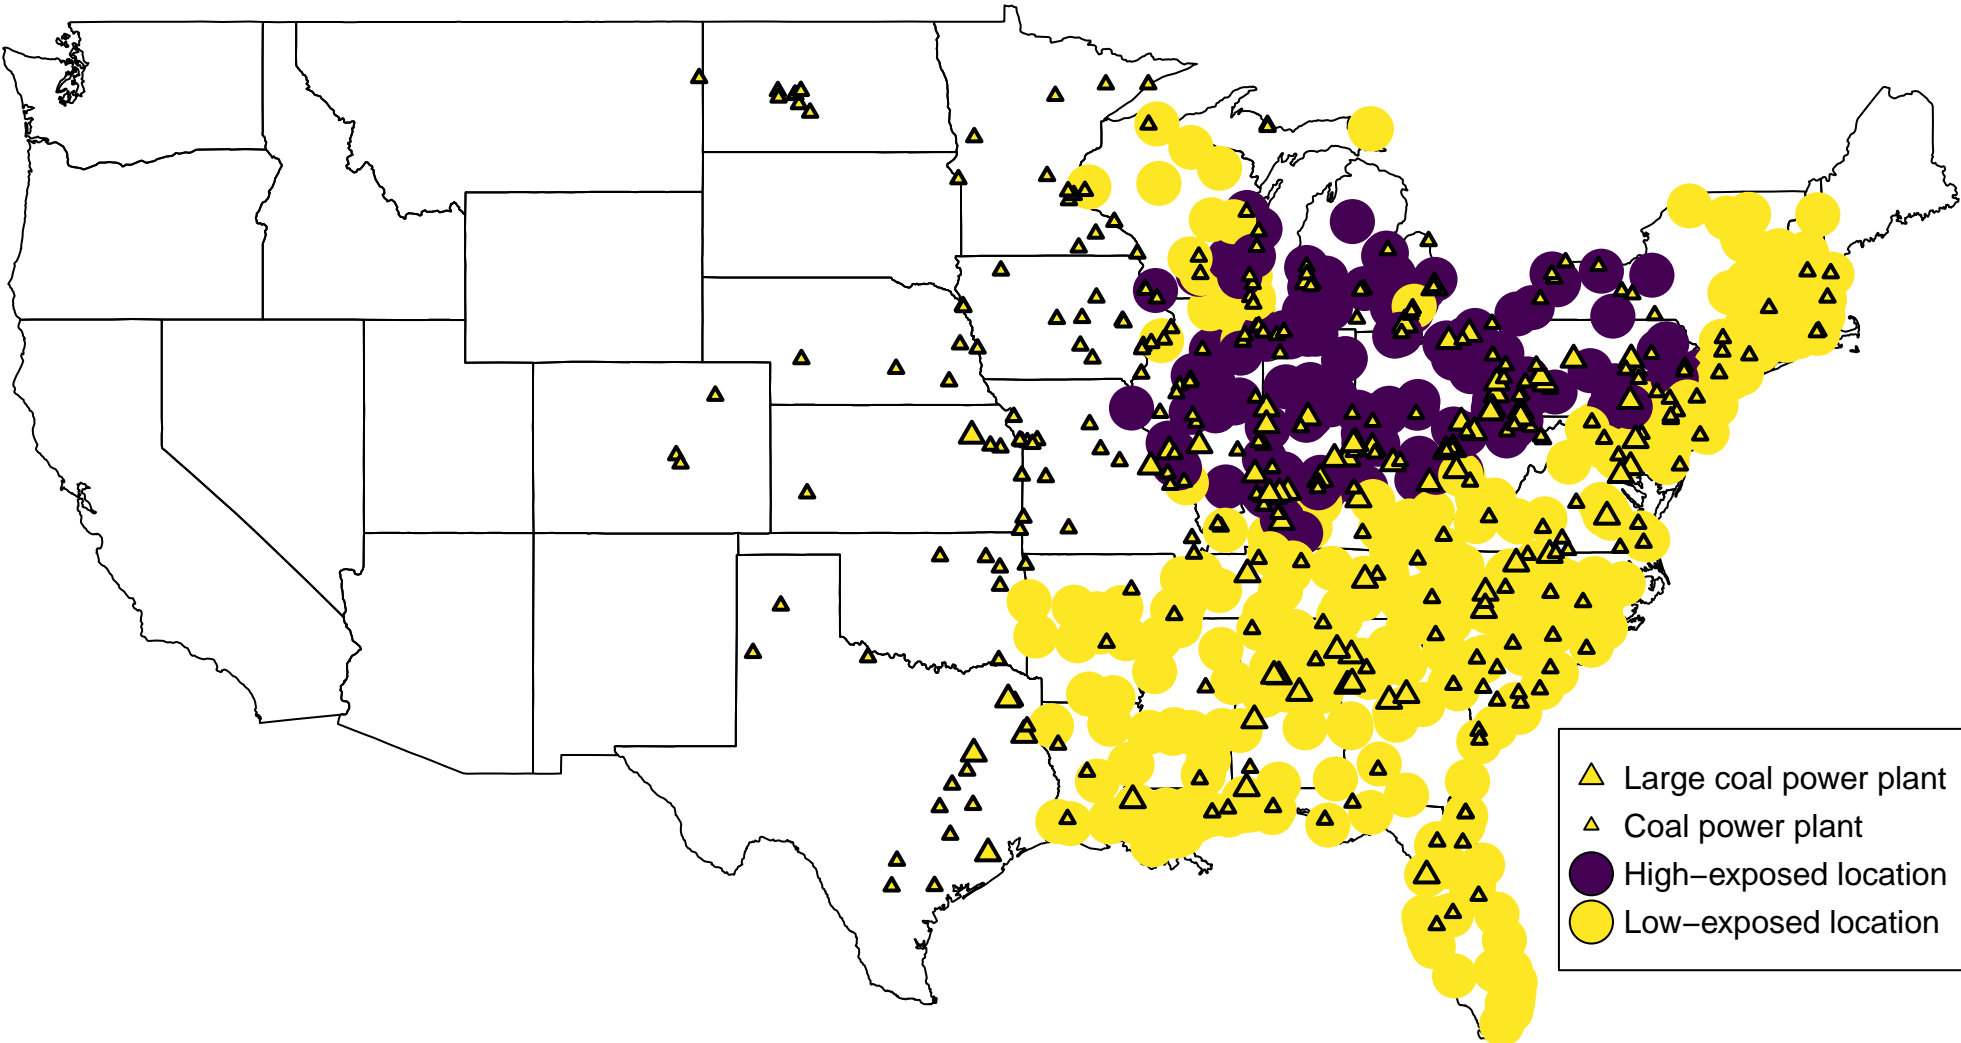 Large coal power plant
Coal power plant
High−exposed location
Low−exposed location